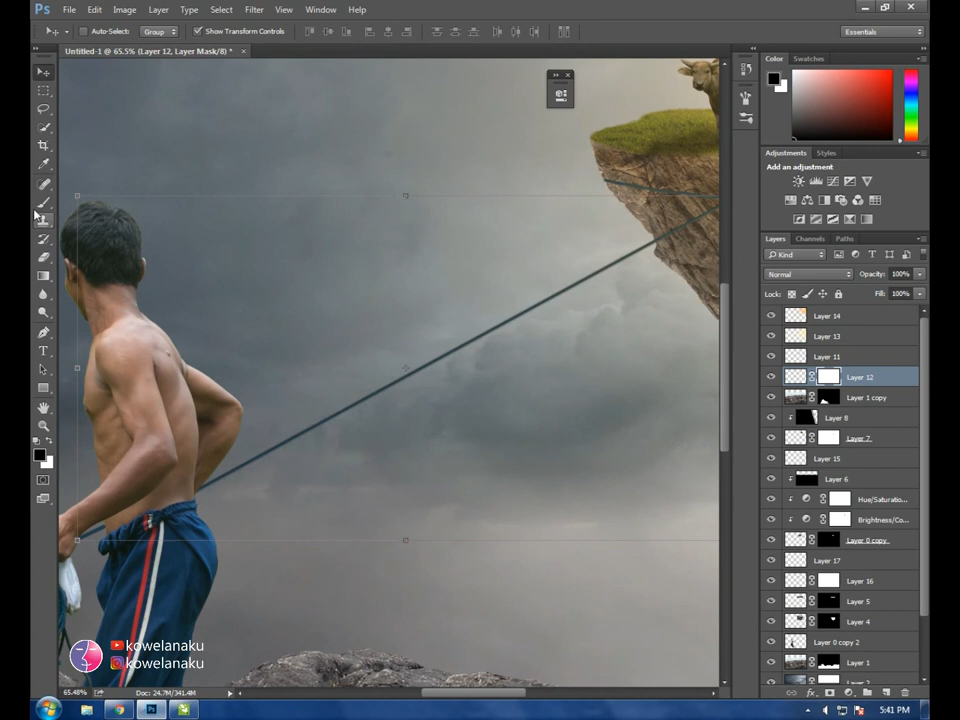 Ps File Edit Image Layer Type Select Filter View Window Help
Auto-Select: Group Show Transform Controls Essentials
Untitled-1 @ 65.5% (Layer 12, Layer Mask/8) *
Color Swatches
Adjustments Styles
Add an adjustment
Layers Channels Paths
Kind
Normal Opacity: 100%
Lock: Fill: 100%
Layer 14
Layer 13
Layer 11
Layer 12
Layer 1 copy
Layer 8
Layer 7
Layer 15
Layer 6
Hue/Saturatio...
Brightness/Co...
Layer 0 copy
Layer 17
Layer 16
Layer 5
Layer 4
Layer 0 copy 2
Layer 1
kowelanaku
kowelanaku
65.48% Doc: 24.7M/341.4M
Ps 5:41 PM